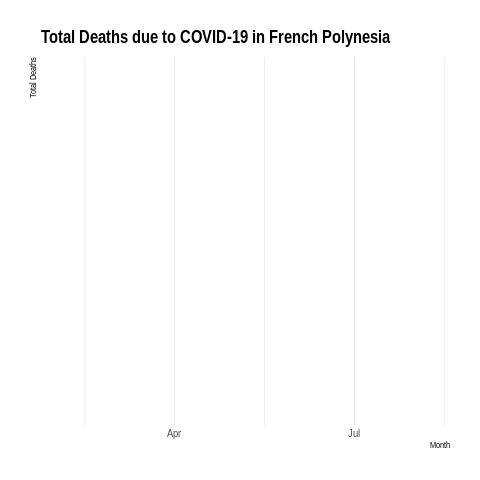 Total Deaths due to COVID-19 in French Polynesia
Total Deaths
Apr
Jul
Month